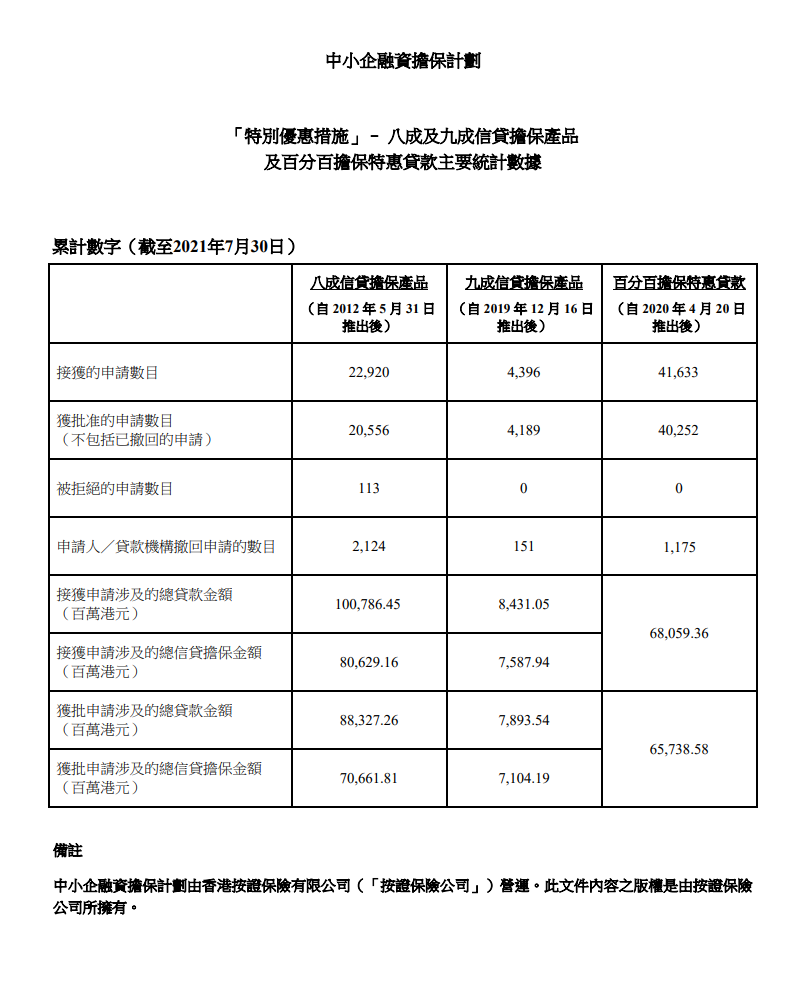 中小企融資擔保計劃
「特別優惠措施」– 八成及九成信貸擔保產品
及百分百擔保特惠貸款主要統計數據
累計數字（截至2021年7月30日）
八成信貸擔保產品
（自 2012 年 5 月 31 日
推出後）
九成信貸擔保產品
（自 2019 年 12 月 16 日
推出後）
百分百擔保特惠貸款
（自 2020 年 4 月 20 日
推出後）
接獲的申請數目
22,920
4,396
41,633
獲批准的申請數目
（不包括已撤回的申請）
20,556
4,189
40,252
被拒絕的申請數目
113
0
0
申請人／貸款機構撤回申請的數目
2,124
151
1,175
接獲申請涉及的總貸款金額
（百萬港元）
100,786.45
8,431.05
68,059.36
接獲申請涉及的總信貸擔保金額
（百萬港元）
80,629.16
7,587.94
獲批申請涉及的總貸款金額
（百萬港元）
88,327.26
7,893.54
65,738.58
獲批申請涉及的總信貸擔保金額
（百萬港元）
70,661.81
7,104.19
備註
中小企融資擔保計劃由香港按證保險有限公司（「按證保險公司」）營運。此文件內容之版權是由按證保險
公司所擁有。